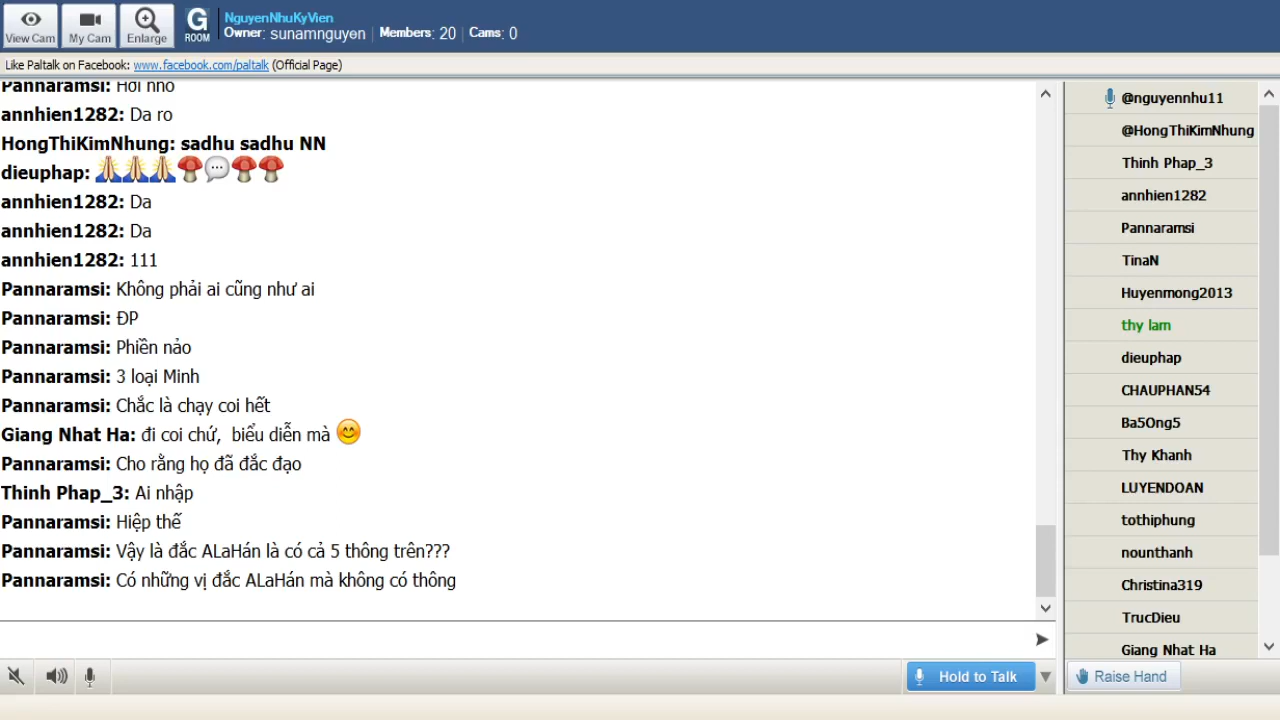 View Cam
My Cam
Enlarge
G
ROOM
NguyenNhuKyVien
Owner: sunamnguyen | Members: 20 | Cams: 0
Like Paltalk on Facebook: www.facebook.com/paltalk (Official Page)
Pannaramsi: Hơi nhỏ
annhien1282: Da ro
HongThiKimNhung: sadhu sadhu NN
dieuphap: 🙏🙏🙏🍄💬🍄🍄
annhien1282: Da
annhien1282: Da
annhien1282: 111
Pannaramsi: Không phải ai cũng như ai
Pannaramsi: ĐP
Pannaramsi: Phiền nảo
Pannaramsi: 3 loại Minh
Pannaramsi: Chắc là chạy coi hết
Giang Nhat Ha: đi coi chứ, biểu diễn mà 😊
Pannaramsi: Cho rằng họ đã đắc đạo
Thinh Phap_3: Ai nhập
Pannaramsi: Hiệp thế
Pannaramsi: Vậy là đắc ALaHán là có cả 5 thông trên???
Pannaramsi: Có những vị đắc ALaHán mà không có thông
@nguyennhu11
@HongThiKimNhung
Thinh Phap_3
annhien1282
Pannaramsi
TinaN
Huyenmong2013
thy lam
dieuphap
CHAUPHAN54
Ba5Ong5
Thy Khanh
LUYENDOAN
tothiphung
nounthanh
Christina319
TrucDieu
Giang Nhat Ha
Hold to Talk
Raise Hand